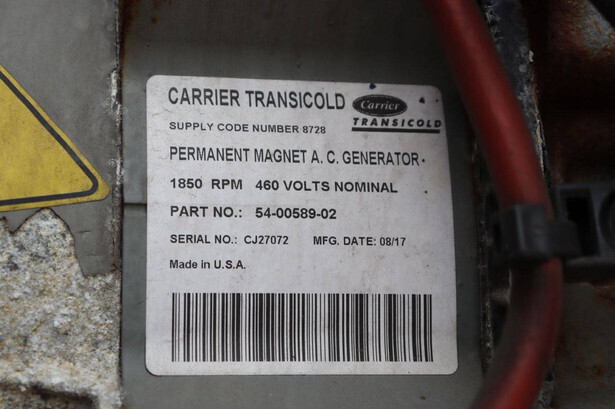 CARRIER TRANSICOLD
Carrier
TRANSICOLD
SUPPLY CODE NUMBER 8728
PERMANENT MAGNET A. C. GENERATOR
1850 RPM 460 VOLTS NOMINAL
PART NO.: 54-00589-02
SERIAL NO.: CJ27072 MFG. DATE: 08/17
Made in U.S.A.